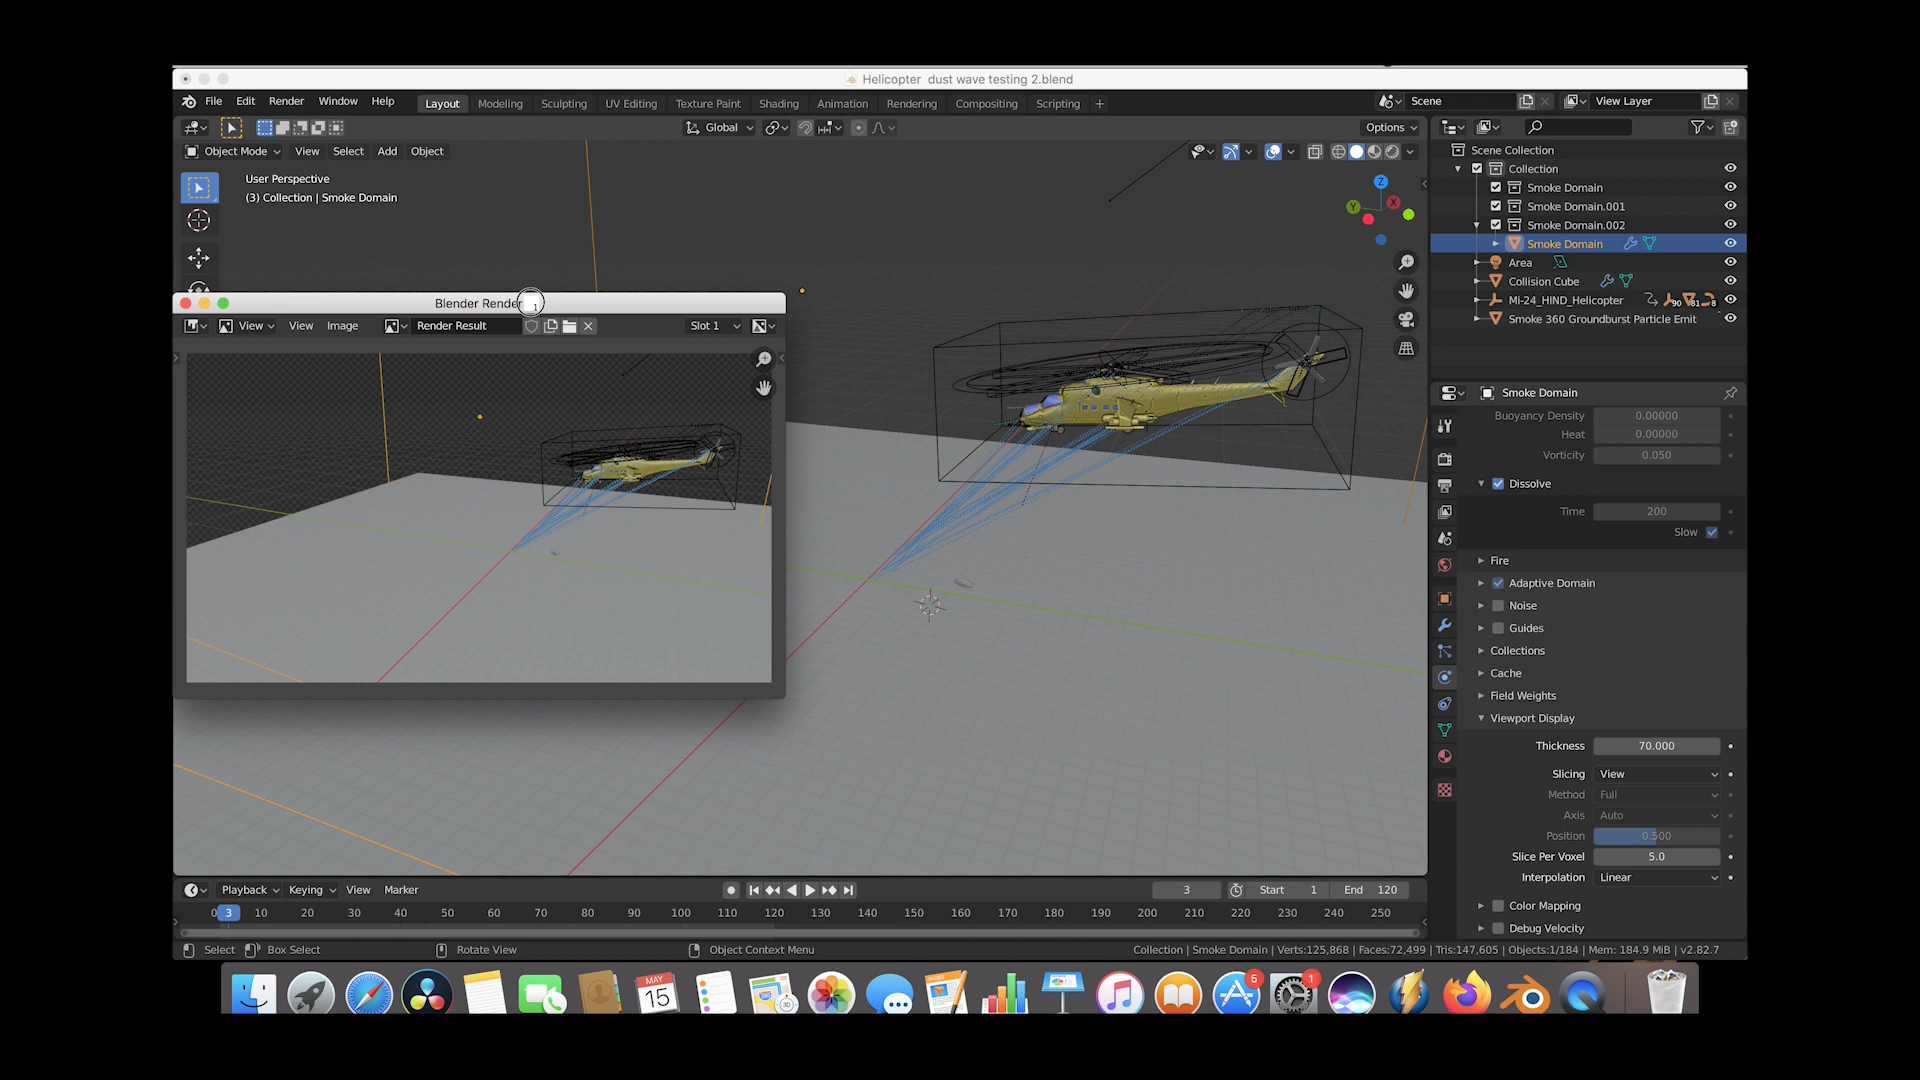 Helicopter dust wave testing 2.blend
File Edit Render Window Help Layout Modeling Sculpting UV Editing Texture Paint Shading Animation Rendering Compositing Scripting + Scene View Layer
Global Options
Object Mode View Select Add Object
User Perspective
(3) Collection | Smoke Domain
Z
Y
X
Blender Render
View View Image Render Result Slot 1
Scene Collection
Collection
Smoke Domain
Smoke Domain.001
Smoke Domain.002
Smoke Domain
Area
Collision Cube
Mi-24_HIND_Helicopter 90 81 8
Smoke 360 Groundburst Particle Emit
Smoke Domain
Buoyancy Density 0.00000
Heat 0.00000
Vorticity 0.050
Dissolve
Time 200
Slow
Fire
Adaptive Domain
Noise
Guides
Collections
Cache
Field Weights
Viewport Display
Thickness 70.000
Slicing View
Method Full
Axis Auto
Position 0.500
Slice Per Voxel 5.0
Interpolation Linear
Color Mapping
Debug Velocity
Playback Keying View Marker 3 Start 1 End 120
0 3 10 20 30 40 50 60 70 80 90 100 110 120 130 140 150 160 170 180 190 200 210 220 230 240 250
Select Box Select Rotate View Object Context Menu Collection | Smoke Domain | Verts:125,868 | Faces:72,499 | Tris:147,605 | Objects:1/184 | Mem: 184.9 MiB | v2.82.7
MAY
15
5
1